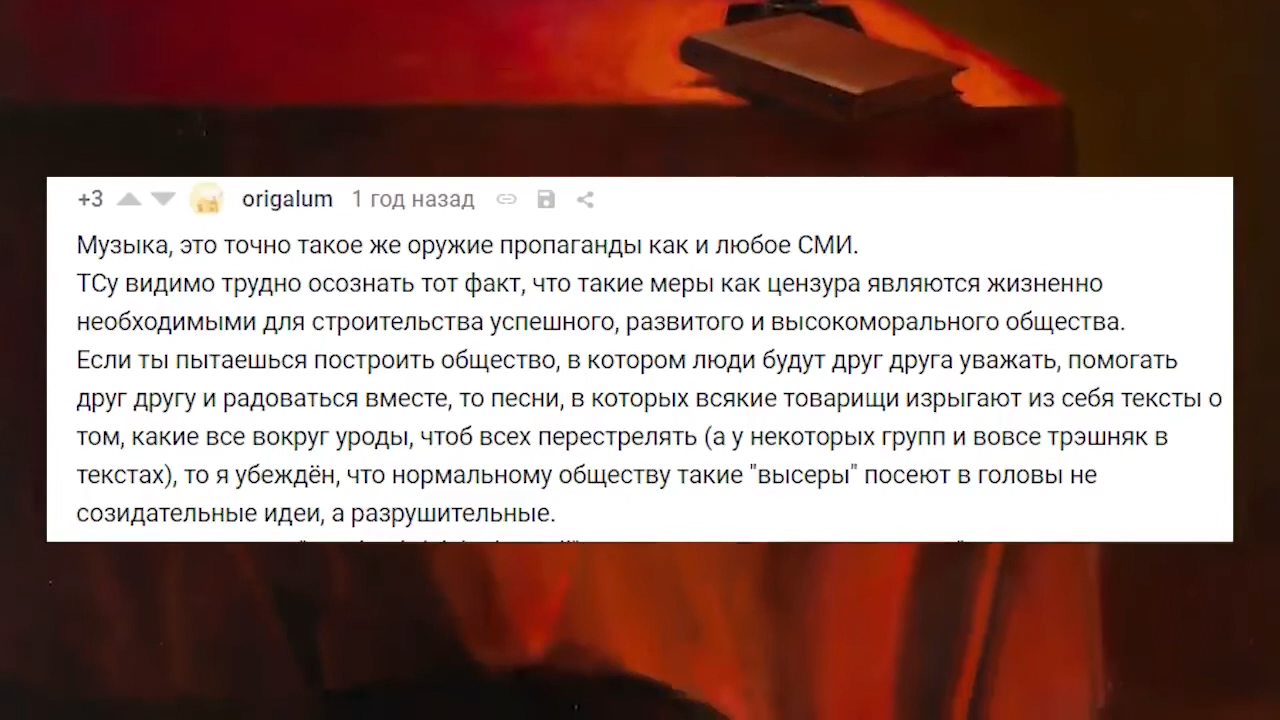 +3 origalum 1 год назад
Музыка, это точно такое же оружие пропаганды как и любое СМИ.
ТСу видимо трудно осознать тот факт, что такие меры как цензура являются жизненно
необходимыми для строительства успешного, развитого и высокоморального общества.
Если ты пытаешься построить общество, в котором люди будут друг друга уважать, помогать
друг другу и радоваться вместе, то песни, в которых всякие товарищи изрыгают из себя тексты о
том, какие все вокруг уроды, чтоб всех перестрелять (а у некоторых групп и вовсе трэшняк в
текстах), то я убеждён, что нормальному обществу такие "высеры" посеют в головы не
созидательные идеи, а разрушительные.